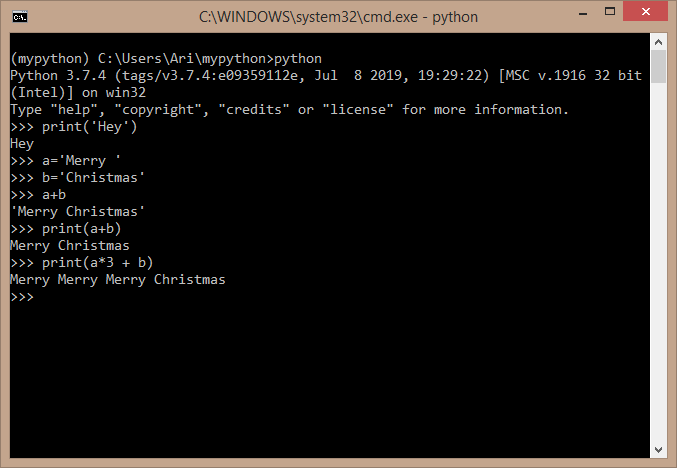 C:\WINDOWS\system32\cmd.exe - python
(mypython) C:\Users\Ari\mypython>python
Python 3.7.4 (tags/v3.7.4:e09359112e, Jul  8 2019, 19:29:22) [MSC v.1916 32 bit
(Intel)] on win32
Type "help", "copyright", "credits" or "license" for more information.
>>> print('Hey')
Hey
>>> a='Merry '
>>> b='Christmas'
>>> a+b
'Merry Christmas'
>>> print(a+b)
Merry Christmas
>>> print(a*3 + b)
Merry Merry Merry Christmas
>>>